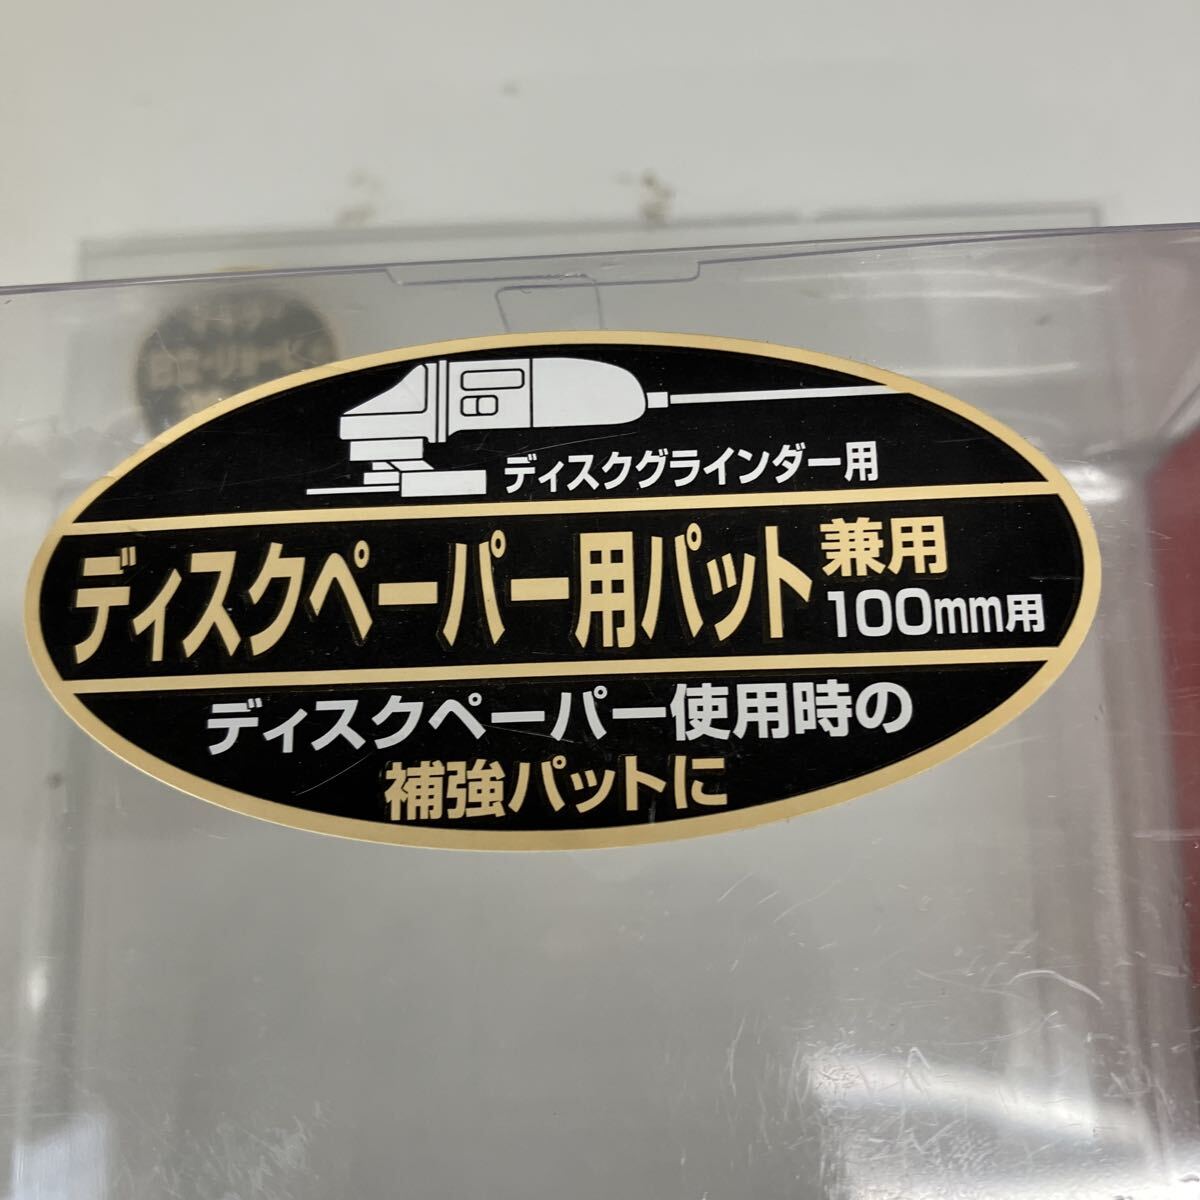 ディスクグラインダー用
ディスクペーパー用パット 兼用
100mm用
ディスクペーパー使用時の
補強パットに